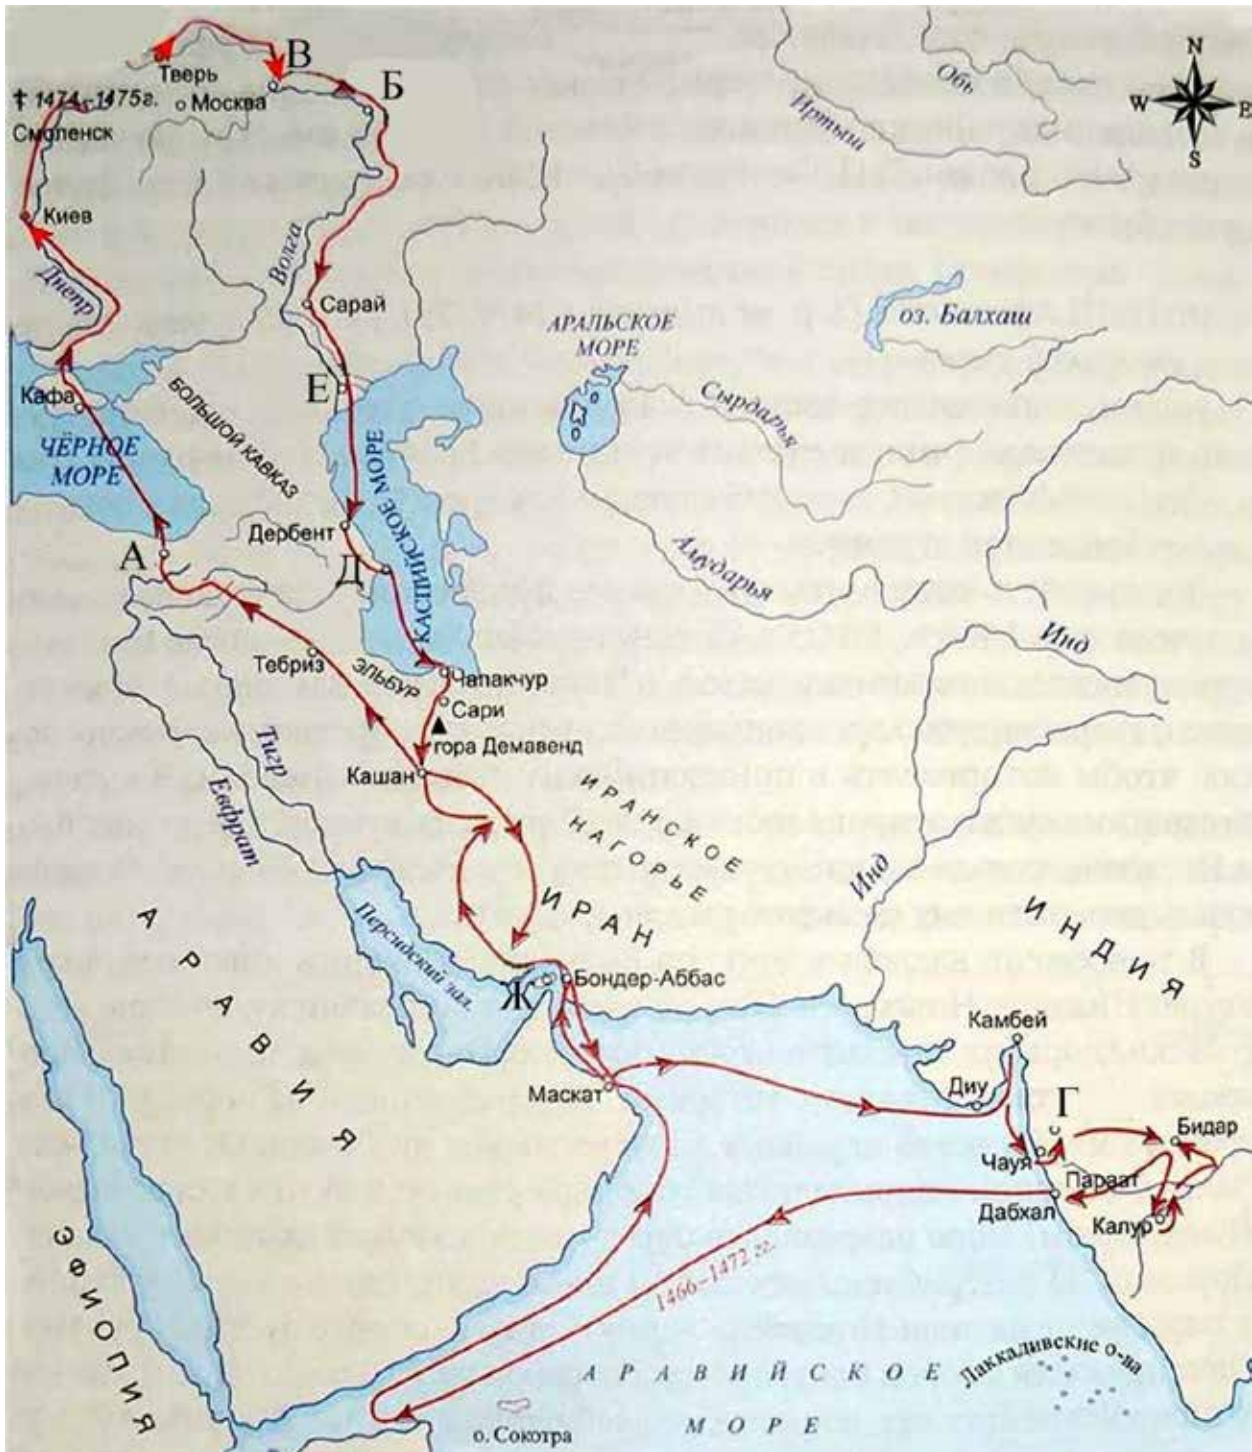 В
Б
Тверь
† 1474–1475г.
Москва
Смоленск
Обь
Иртыш
N
W
E
S
Киев
Днепр
Волга
Сарай
АРАЛЬСКОЕ
МОРЕ
оз. Балхаш
Е
Кафа
БОЛЬШОЙ КАВКАЗ
ЧЁРНОЕ
МОРЕ
Сырдарья
КАСПИЙСКОЕ МОРЕ
Дербент
А
Д
Амударья
Инд
Тебриз
ЭЛЬБУР
Чапакчур
Сари
гора Демавенд
Кашан
Тигр
Евфрат
ИРАНСКОЕ
НАГОРЬЕ
ИРАН
Инд
ИНДИЯ
АРАВИЯ
Персидский зал.
Ж
Бондер-Аббас
Маскат
Камбей
Диу
Г
Чауя
Бидар
Параат
Дабхал
Калур
ЭФИОПИЯ
1466–1472 гг.
АРАВИЙСКОЕ
МОРЕ
Лаккадивские о-ва
о. Сокотра